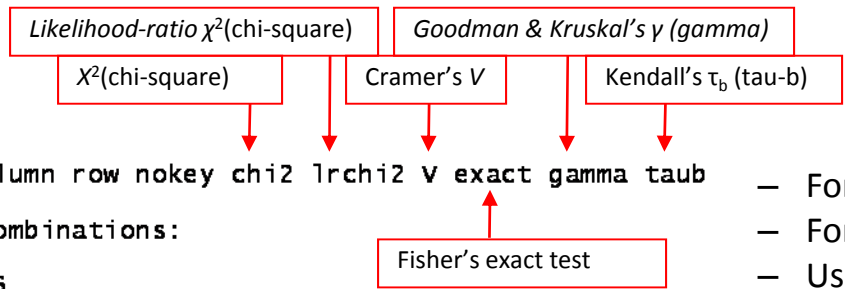 Likelihood-ratio χ²(chi-square)
Goodman & Kruskal's γ (gamma)
X²(chi-square)
Cramer's V
Kendall's τb (tau-b)
lumn row nokey chi2 lrchi2 V exact gamma taub
ombinations:
Fisher's exact test
s
– For
– For
– Us